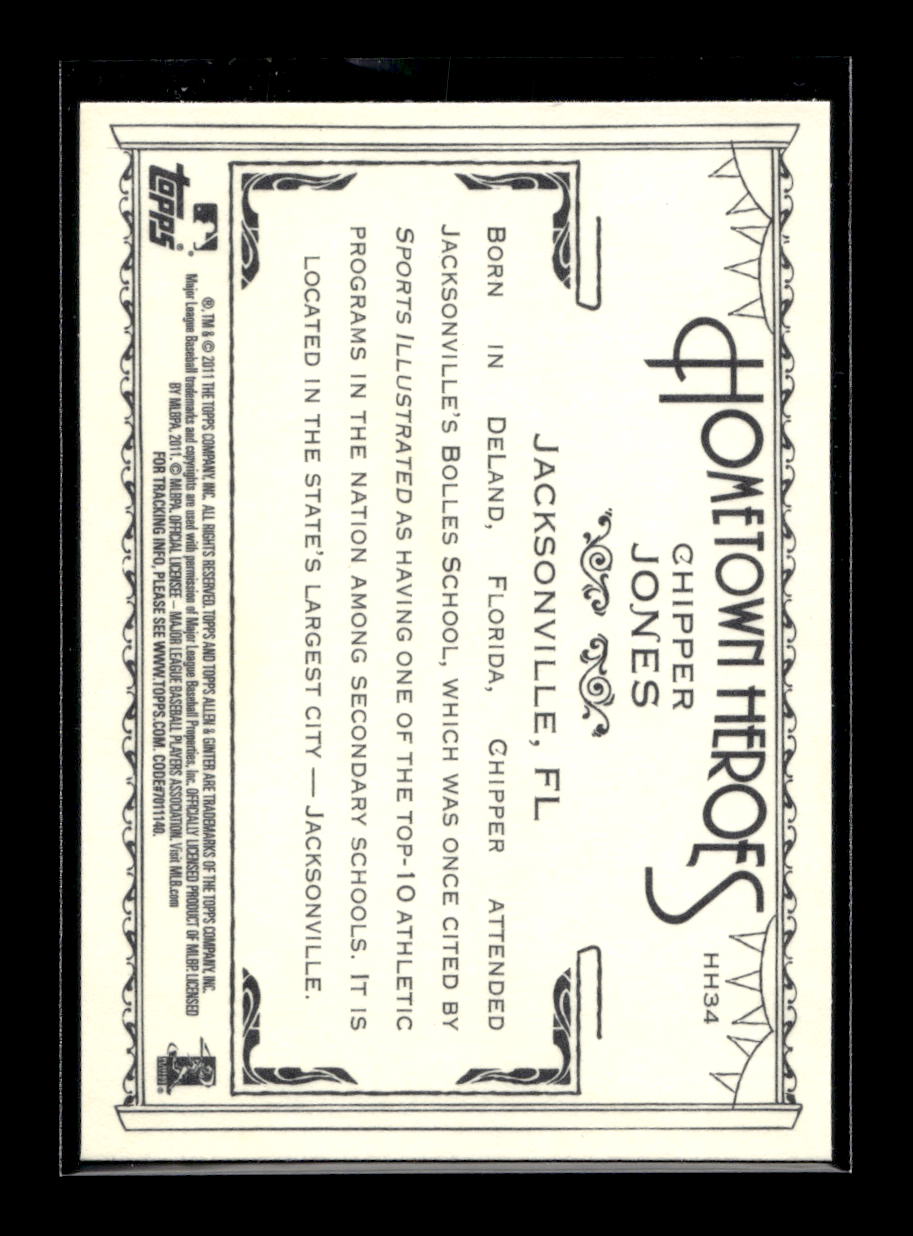 HOMETOWN HEROES
HH34
CHIPPER
JONES
JACKSONVILLE, FL
BORN IN DELAND, FLORIDA, CHIPPER ATTENDED
JACKSONVILLE'S BOLLES SCHOOL, WHICH WAS ONCE CITED BY
SPORTS ILLUSTRATED AS HAVING ONE OF THE TOP-10 ATHLETIC
PROGRAMS IN THE NATION AMONG SECONDARY SCHOOLS. IT IS
LOCATED IN THE STATE'S LARGEST CITY — JACKSONVILLE.
topps®
®, TM & © 2011 THE TOPPS COMPANY, INC. ALL RIGHTS RESERVED. TOPPS AND TOPPS ALLEN & GINTER ARE TRADEMARKS OF THE TOPPS COMPANY, INC.
Major League Baseball trademarks and copyrights are used with permission of Major League Baseball Properties, Inc. OFFICIALLY LICENSED PRODUCT OF MLBP. LICENSED
BY MLBPA, 2011. © MLBPA. OFFICIAL LICENSEE – MAJOR LEAGUE BASEBALL PLAYERS ASSOCIATION. Visit MLB.com
FOR TRACKING INFO, PLEASE SEE WWW.TOPPS.COM. CODE#7011140.